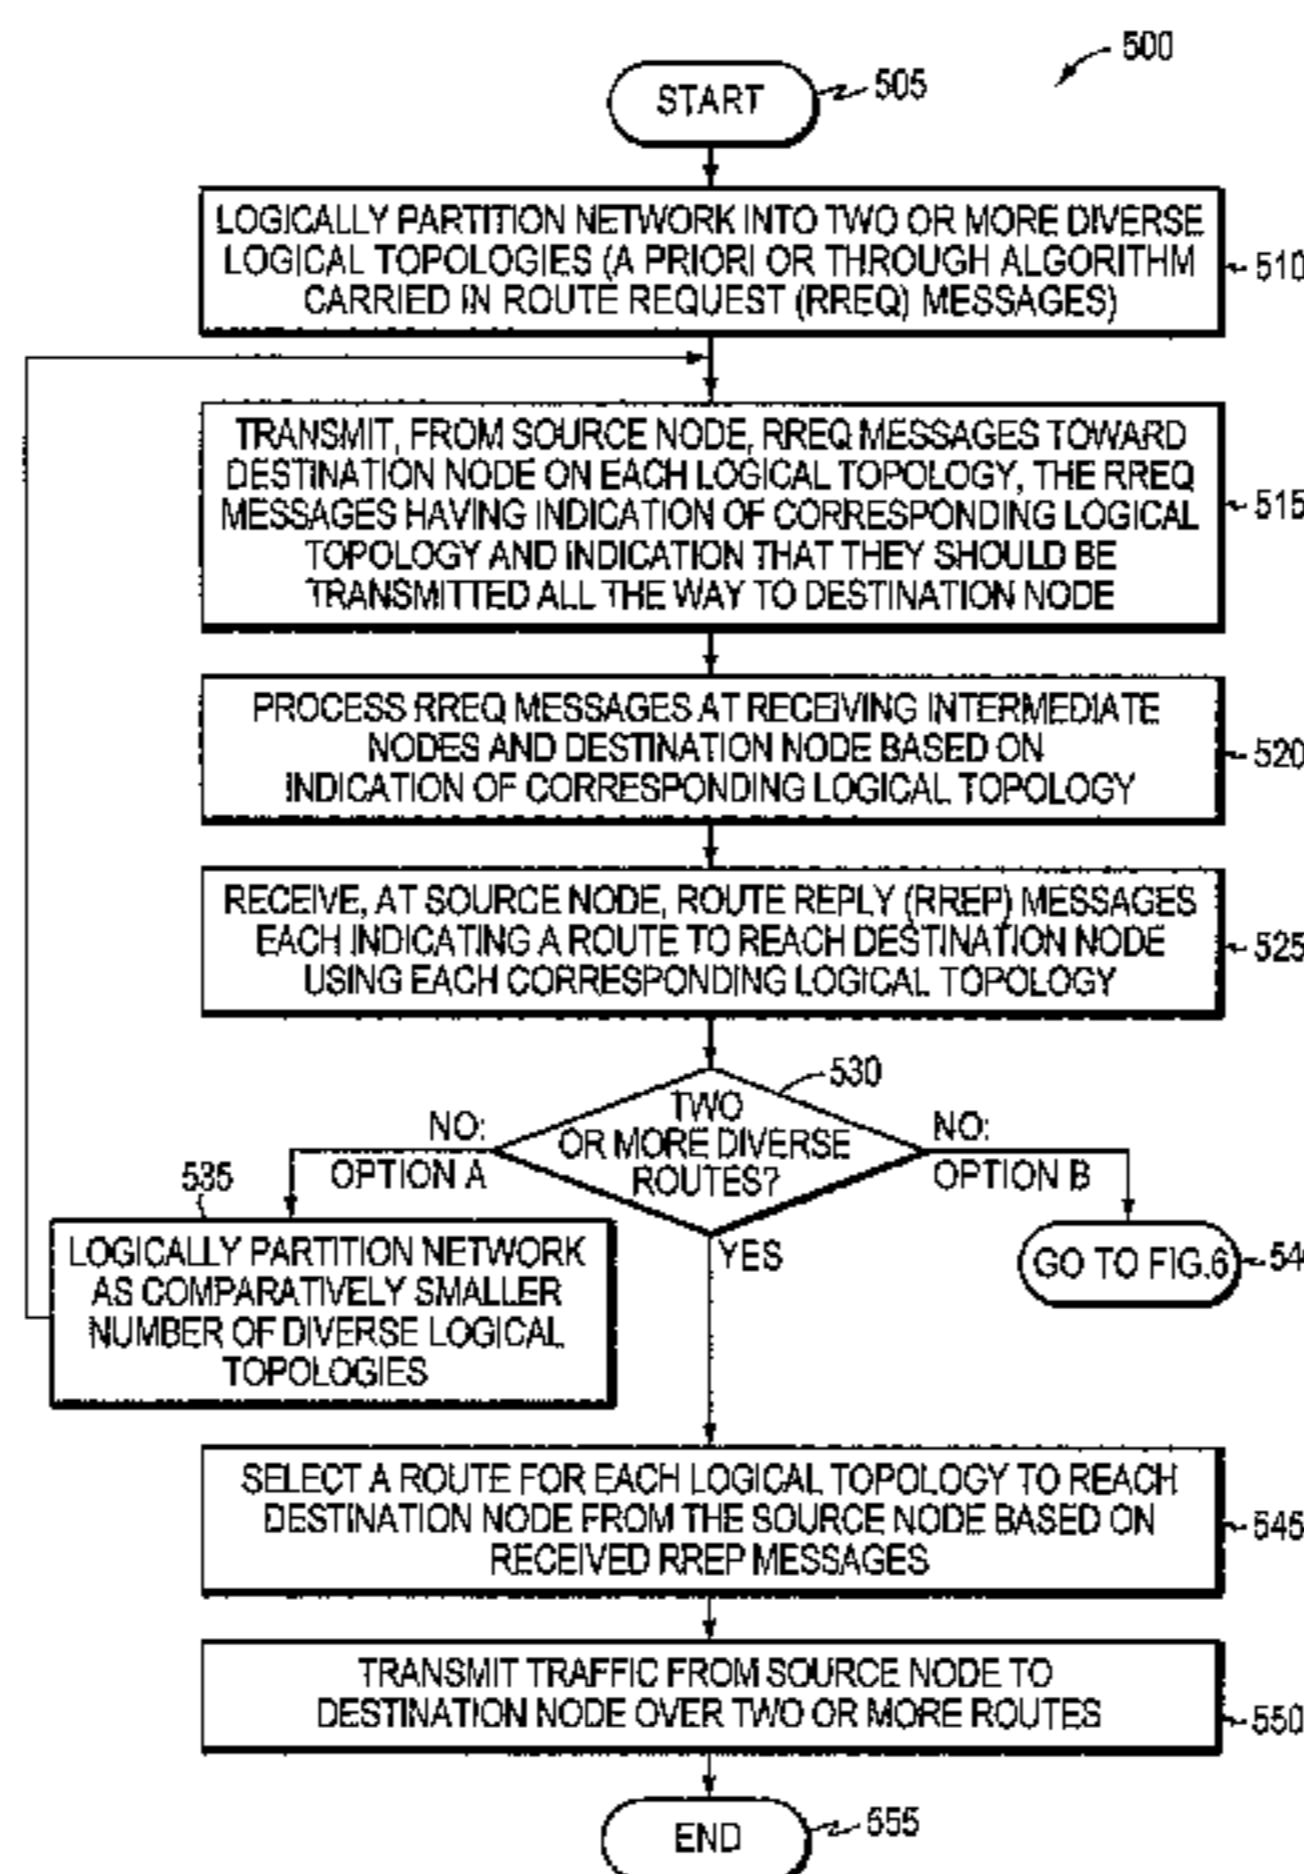 500
START
505
LOGICALLY PARTITION NETWORK INTO TWO OR MORE DIVERSE
LOGICAL TOPOLOGIES (A PRIORI OR THROUGH ALGORITHM
CARRIED IN ROUTE REQUEST (RREQ) MESSAGES)
510
TRANSMIT, FROM SOURCE NODE, RREQ MESSAGES TOWARD
DESTINATION NODE ON EACH LOGICAL TOPOLOGY, THE RREQ
MESSAGES HAVING INDICATION OF CORRESPONDING LOGICAL
TOPOLOGY AND INDICATION THAT THEY SHOULD BE
TRANSMITTED ALL THE WAY TO DESTINATION NODE
515
PROCESS RREQ MESSAGES AT RECEIVING INTERMEDIATE
NODES AND DESTINATION NODE BASED ON
INDICATION OF CORRESPONDING LOGICAL TOPOLOGY
520
RECEIVE, AT SOURCE NODE, ROUTE REPLY (RREP) MESSAGES
EACH INDICATING A ROUTE TO REACH DESTINATION NODE
USING EACH CORRESPONDING LOGICAL TOPOLOGY
525
530
TWO
OR MORE DIVERSE
ROUTES?
NO:
OPTION A
NO:
OPTION B
YES
535
LOGICALLY PARTITION NETWORK
AS COMPARATIVELY SMALLER
NUMBER OF DIVERSE LOGICAL
TOPOLOGIES
GO TO FIG.6
SELECT A ROUTE FOR EACH LOGICAL TOPOLOGY TO REACH
DESTINATION NODE FROM THE SOURCE NODE BASED ON
RECEIVED RREP MESSAGES
545
TRANSMIT TRAFFIC FROM SOURCE NODE TO
DESTINATION NODE OVER TWO OR MORE ROUTES
550
END
555